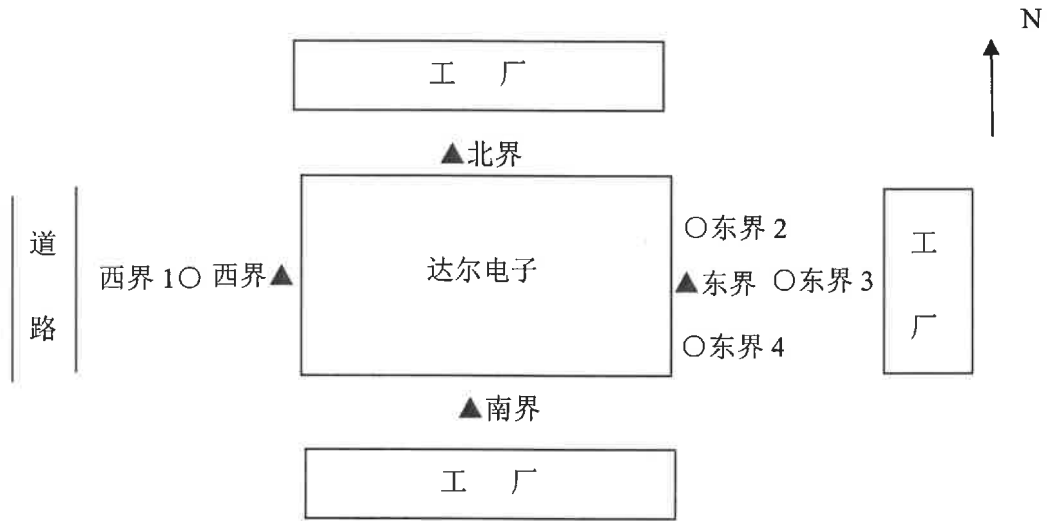 N
工 厂
▲北界
道
路
西界 1○ 西界▲
达尔电子
○东界 2
▲东界 ○东界 3
○东界 4
工
厂
▲南界
工 厂